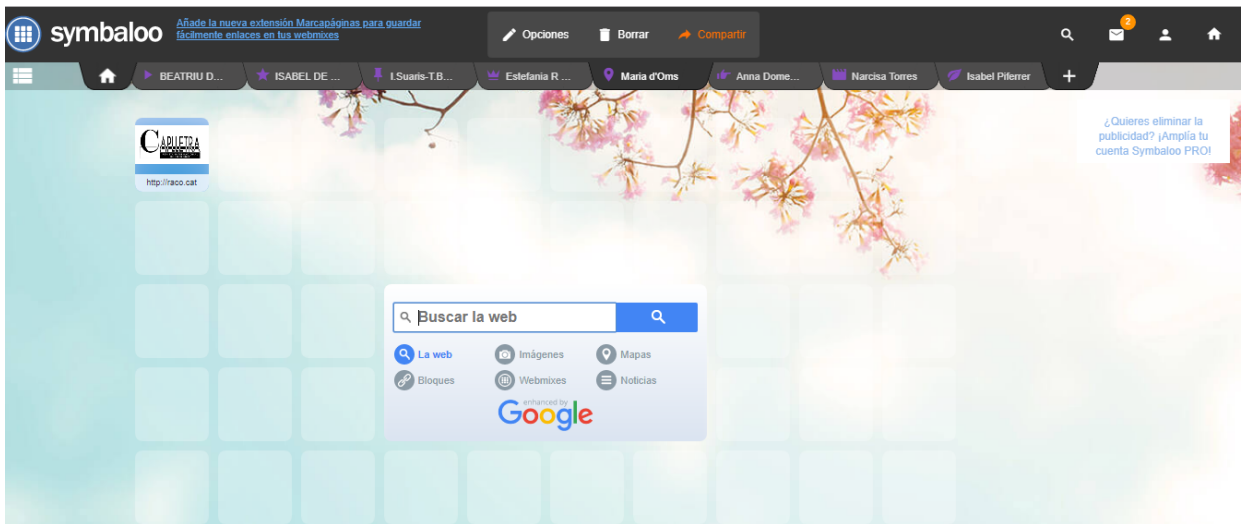 symbaloo
Añade la nueva extensión Marcapáginas para guardar
fácilmente enlaces en tus webmixes
Opciones Borrar Compartir
2
BEATRIU D... ISABEL DE ... I.Suaris-T.B... Estefania R ... Maria d'Oms Anna Dome... Narcisa Torres Isabel Piferrer +
¿Quieres eliminar la
publicidad? ¡Amplía tu
cuenta Symbaloo PRO!
CAPLLETRA
http://raco.cat
Buscar la web
La web Imágenes Mapas
Bloques Webmixes Noticias
enhanced by
Google